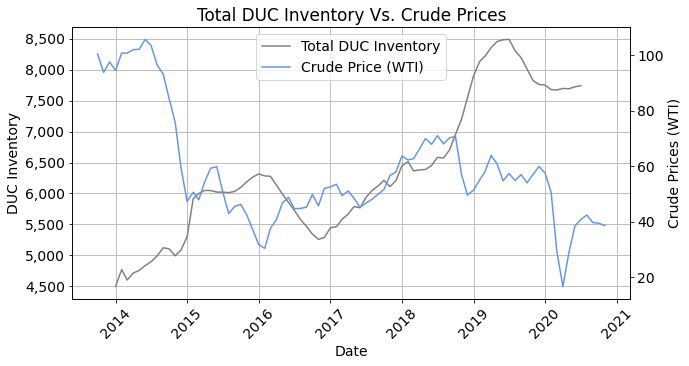 Total DUC Inventory Vs. Crude Prices
Total DUC Inventory
Crude Price (WTI)
DUC Inventory
8,500
8,000
7,500
7,000
6,500
6,000
5,500
5,000
4,500
100
80
60
40
20
Crude Prices (WTI)
2014 2015 2016 2017 2018 2019 2020 2021
Date